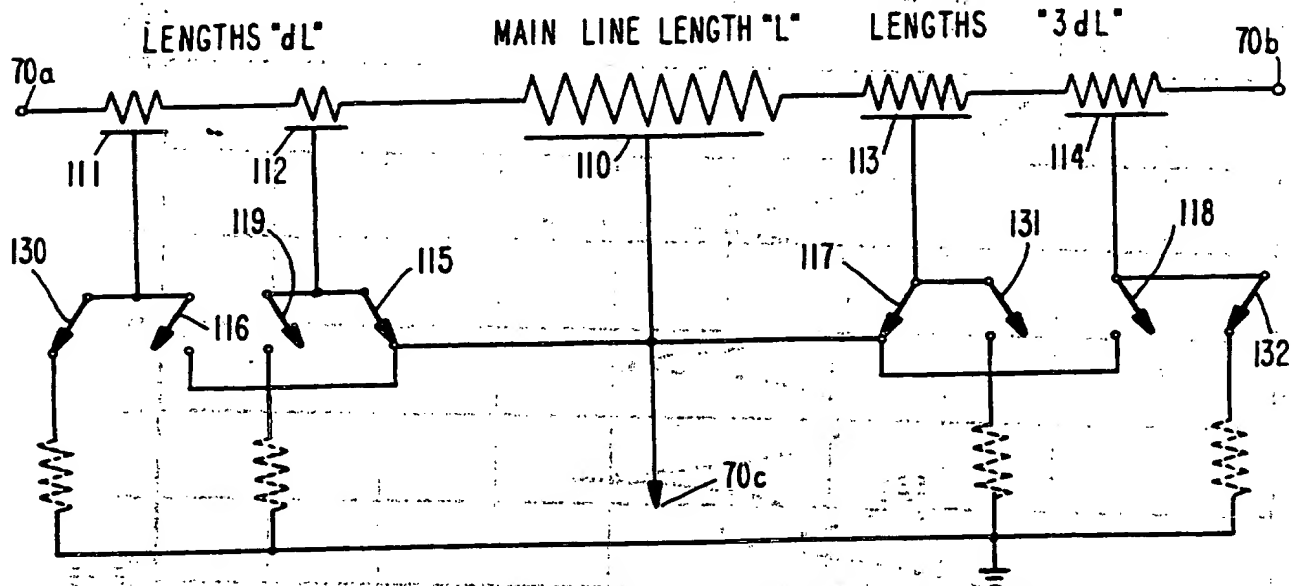 LENGTHS "dL" MAIN LINE LENGTH "L" LENGTHS "3dL"
70a 70b
111 112 110 113 114
130 116 119 115 117 131 118 132
70c